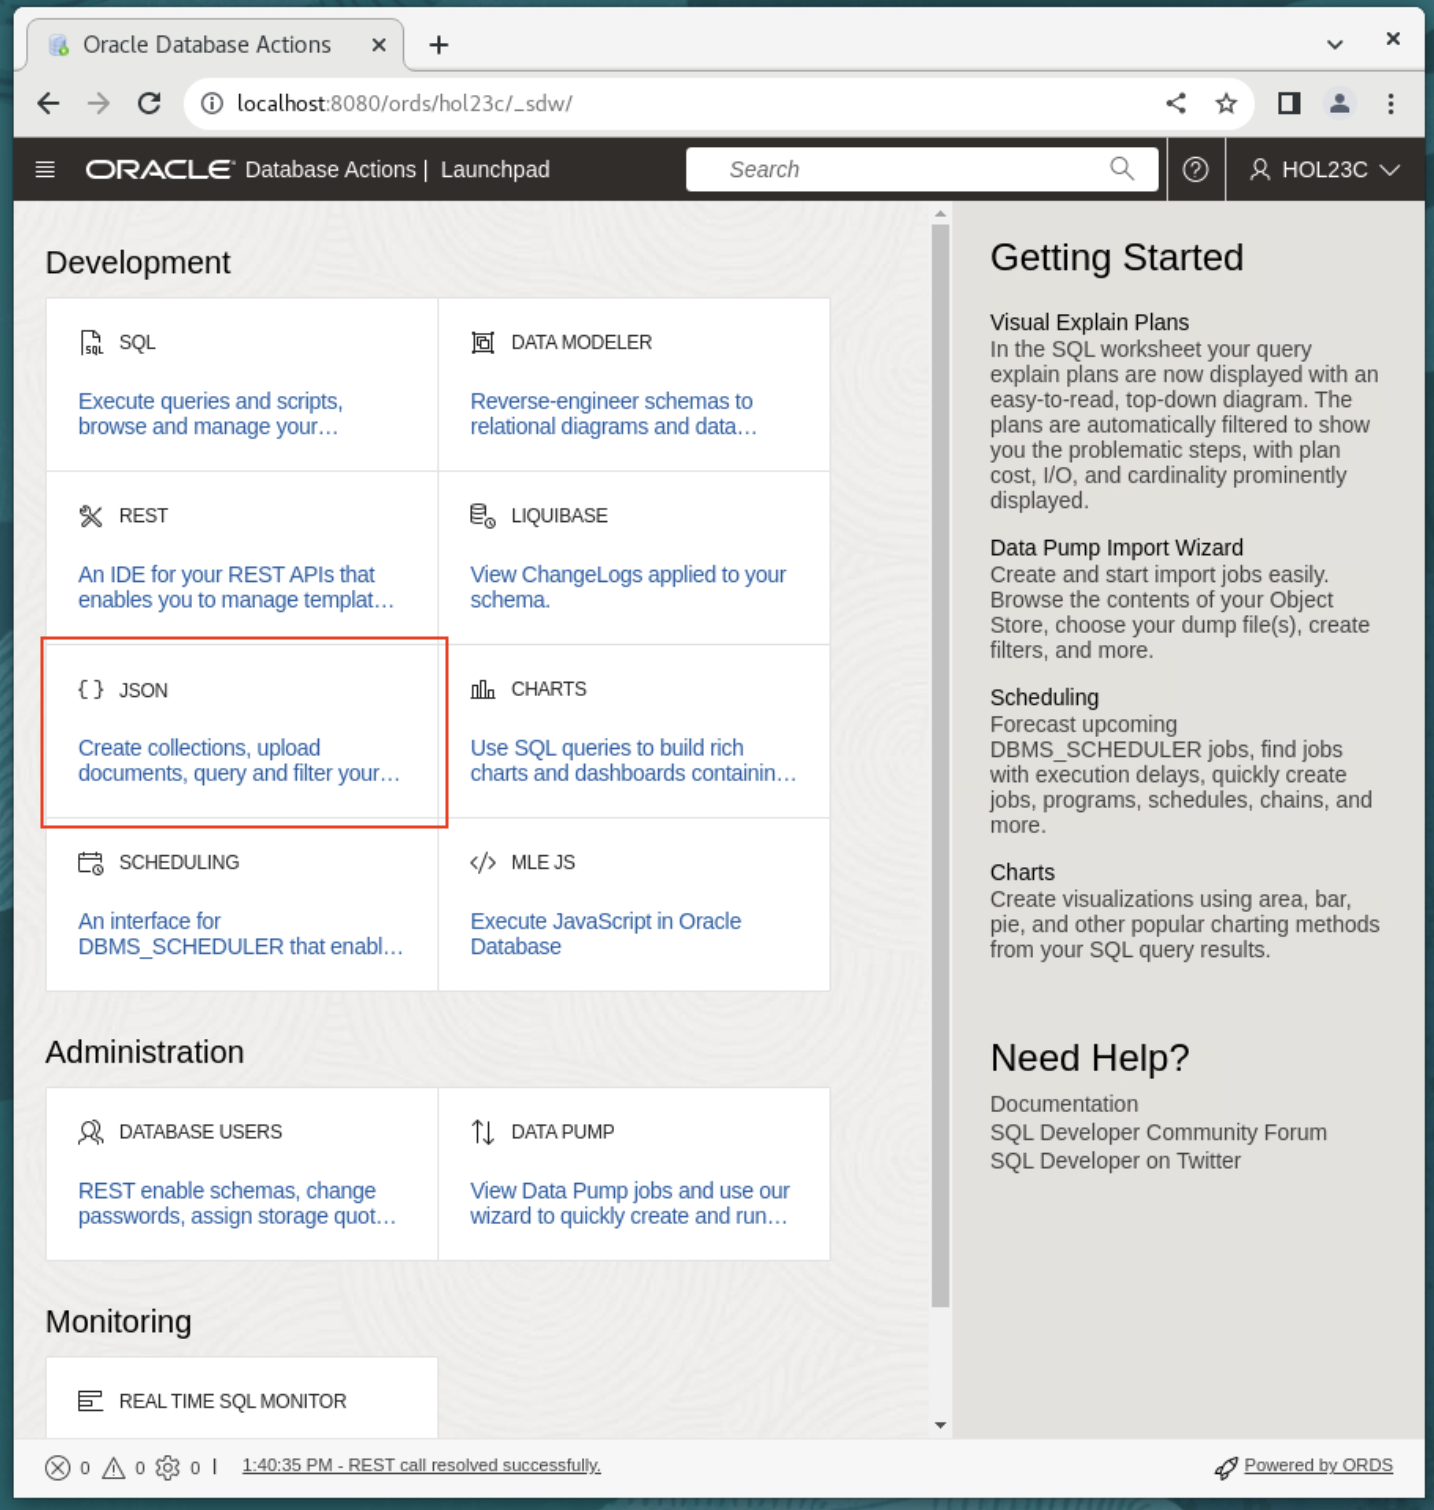 Oracle Database Actions
localhost:8080/ords/hol23c/_sdw/
ORACLE Database Actions | Launchpad
Search
HOL23C
Development
SQL
Execute queries and scripts,
browse and manage your…
DATA MODELER
Reverse-engineer schemas to
relational diagrams and data…
REST
An IDE for your REST APIs that
enables you to manage templat…
LIQUIBASE
View ChangeLogs applied to your
schema.
JSON
Create collections, upload
documents, query and filter your…
CHARTS
Use SQL queries to build rich
charts and dashboards containin…
SCHEDULING
An interface for
DBMS_SCHEDULER that enabl…
MLE JS
Execute JavaScript in Oracle
Database
Administration
DATABASE USERS
REST enable schemas, change
passwords, assign storage quot…
DATA PUMP
View Data Pump jobs and use our
wizard to quickly create and run…
Monitoring
REAL TIME SQL MONITOR
Getting Started
Visual Explain Plans
In the SQL worksheet your query
explain plans are now displayed with an
easy-to-read, top-down diagram. The
plans are automatically filtered to show
you the problematic steps, with plan
cost, I/O, and cardinality prominently
displayed.
Data Pump Import Wizard
Create and start import jobs easily.
Browse the contents of your Object
Store, choose your dump file(s), create
filters, and more.
Scheduling
Forecast upcoming
DBMS_SCHEDULER jobs, find jobs
with execution delays, quickly create
jobs, programs, schedules, chains, and
more.
Charts
Create visualizations using area, bar,
pie, and other popular charting methods
from your SQL query results.
Need Help?
Documentation
SQL Developer Community Forum
SQL Developer on Twitter
0 0 0 | 1:40:35 PM - REST call resolved successfully.
Powered by ORDS